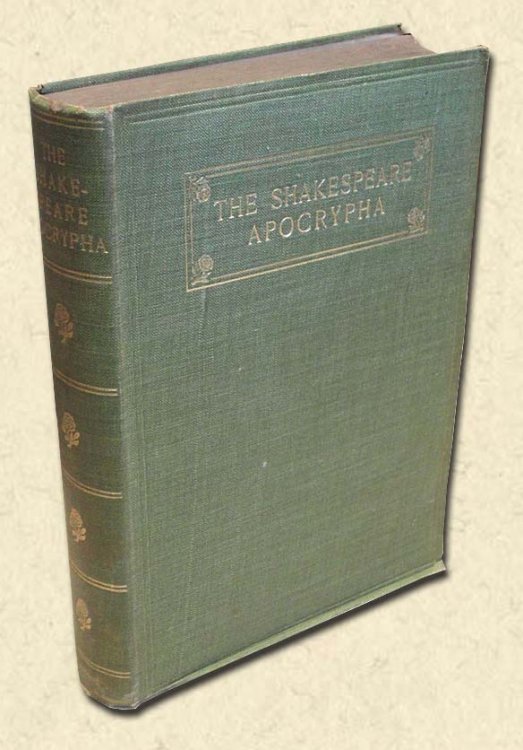 THE SHAKESPEARE
APOCRYPHA
THE
SHAKE-
SPEARE
APOCRYPHA